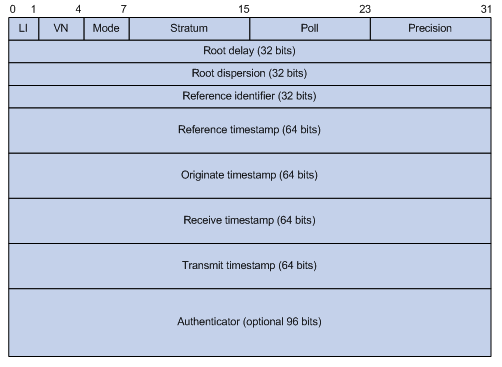 0 1 4 7 15 23 31
LI VN Mode Stratum Poll Precision
Root delay (32 bits)
Root dispersion (32 bits)
Reference identifier (32 bits)
Reference timestamp (64 bits)
Originate timestamp (64 bits)
Receive timestamp (64 bits)
Transmit timestamp (64 bits)
Authenticator (optional 96 bits)